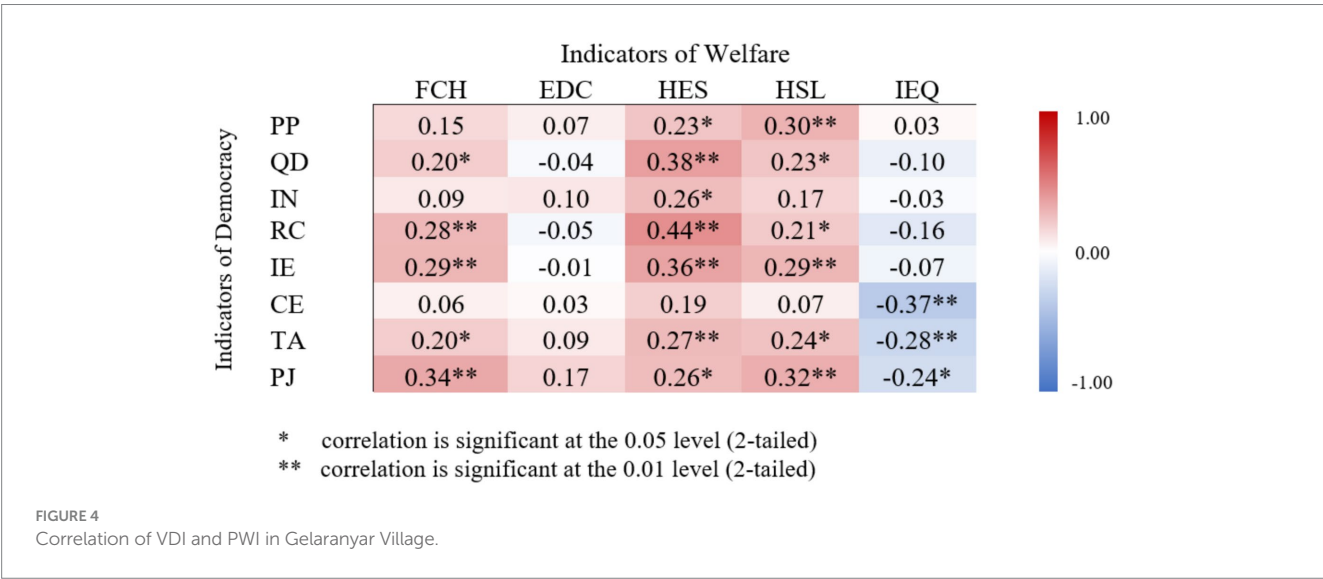 Indicators of Welfare
FCH EDC HES HSL IEQ
Indicators of Democracy
PP 0.15 0.07 0.23* 0.30** 0.03
QD 0.20* -0.04 0.38** 0.23* -0.10
IN 0.09 0.10 0.26* 0.17 -0.03
RC 0.28** -0.05 0.44** 0.21* -0.16
IE 0.29** -0.01 0.36** 0.29** -0.07
CE 0.06 0.03 0.19 0.07 -0.37**
TA 0.20* 0.09 0.27** 0.24* -0.28**
PJ 0.34** 0.17 0.26* 0.32** -0.24*
1.00
0.00
-1.00
* correlation is significant at the 0.05 level (2-tailed)
** correlation is significant at the 0.01 level (2-tailed)
FIGURE 4
Correlation of VDI and PWI in Gelaranyar Village.